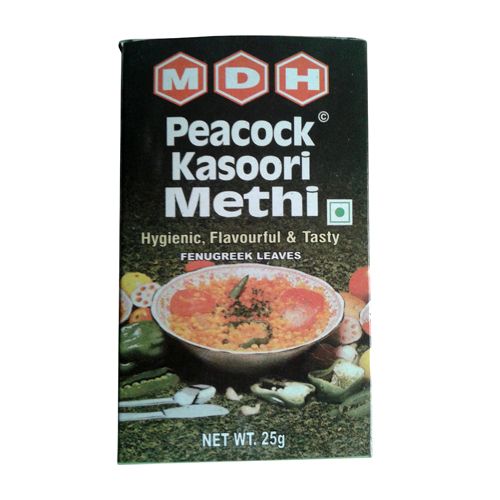 MDH
Peacock©
Kasoori
Methi
Hygienic, Flavourful & Tasty
FENUGREEK LEAVES
NET WT. 25g